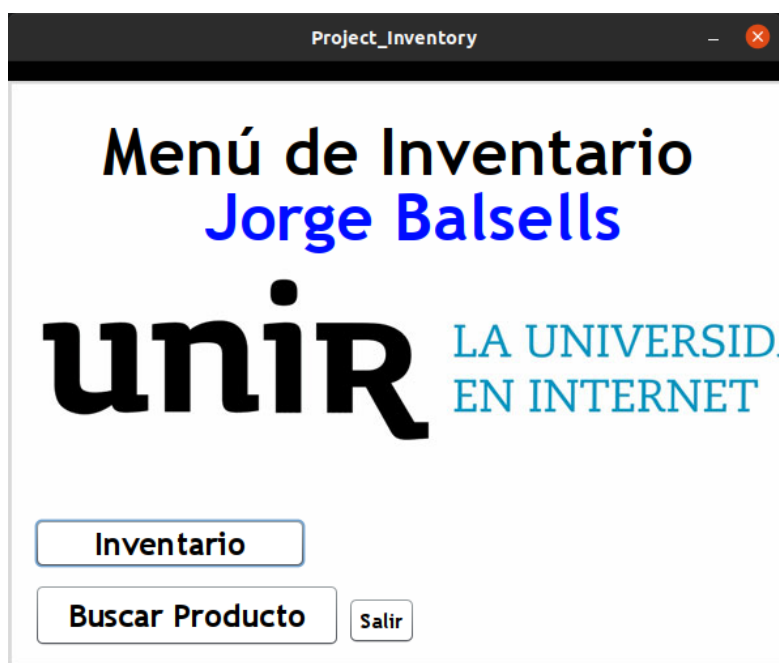 Project_Inventory
Menú de Inventario
Jorge Balsells
uniR
LA UNIVERSID
EN INTERNET
Inventario
Buscar Producto
Salir